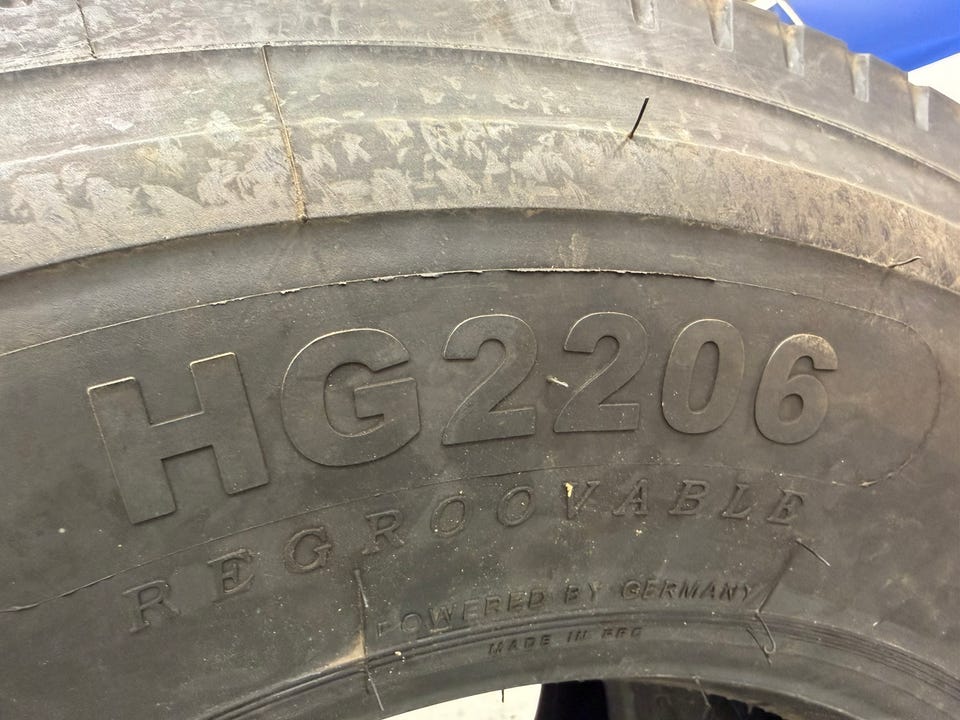 HG2206
REGROOVABLE
POWERED BY GERMANY
MADE IN PRC